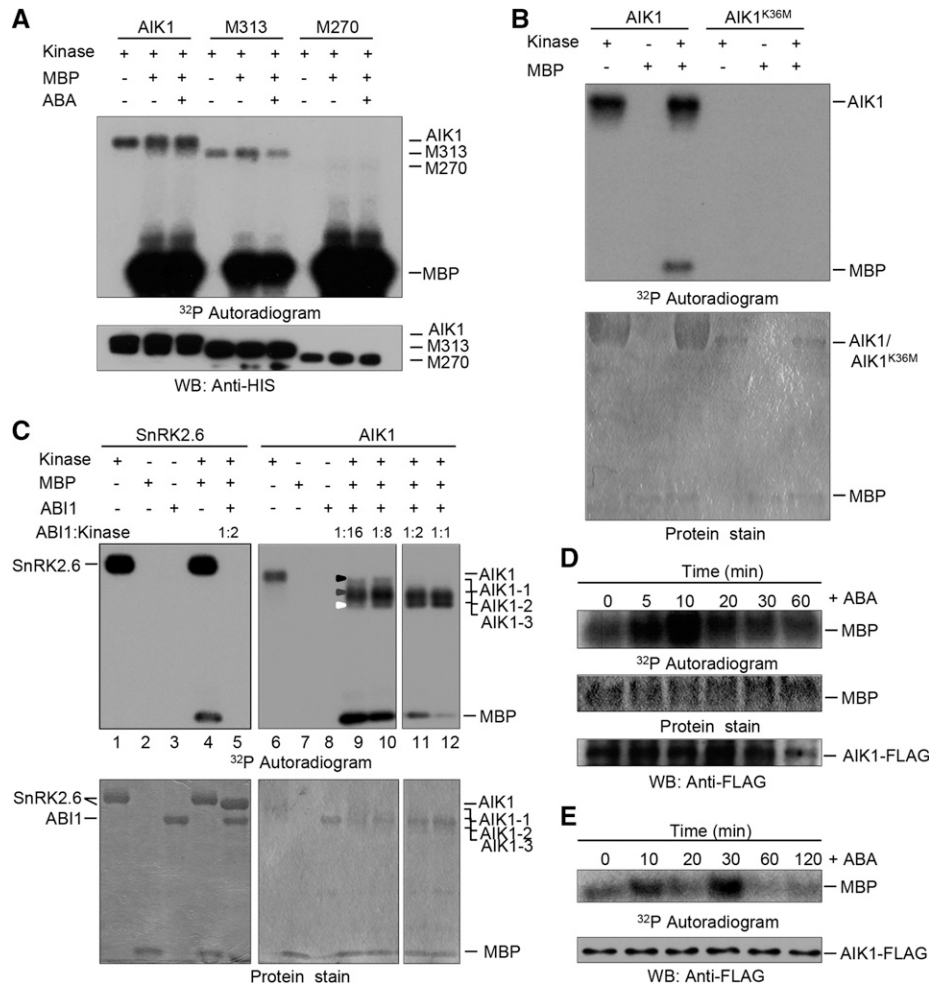 A
AIK1 M313 M270
Kinase + + + + + + + + +
MBP - + + - + + - + +
ABA - - + - - + - - +
AIK1
M313
M270
MBP
32P Autoradiogram
AIK1
M313
M270
WB: Anti-HIS
B
AIK1 AIK1K36M
Kinase + - + + - +
MBP - + + - + +
AIK1
MBP
32P Autoradiogram
AIK1/
AIK1K36M
MBP
Protein stain
C
SnRK2.6 AIK1
Kinase + - - + + + - - + + + +
MBP - + - + + - + - + + + +
ABI1 - - + - + - - + + + + +
ABI1:Kinase 1:2 1:16 1:8 1:2 1:1
SnRK2.6
AIK1
AIK1-1
AIK1-2
AIK1-3
MBP
1 2 3 4 5 6 7 8 9 10 11 12
32P Autoradiogram
SnRK2.6
ABI1
AIK1
AIK1-1
AIK1-2
AIK1-3
MBP
Protein stain
D
Time (min)
0 5 10 20 30 60 + ABA
MBP
32P Autoradiogram
MBP
Protein stain
AIK1-FLAG
WB: Anti-FLAG
E
Time (min)
0 10 20 30 60 120 + ABA
MBP
32P Autoradiogram
AIK1-FLAG
WB: Anti-FLAG